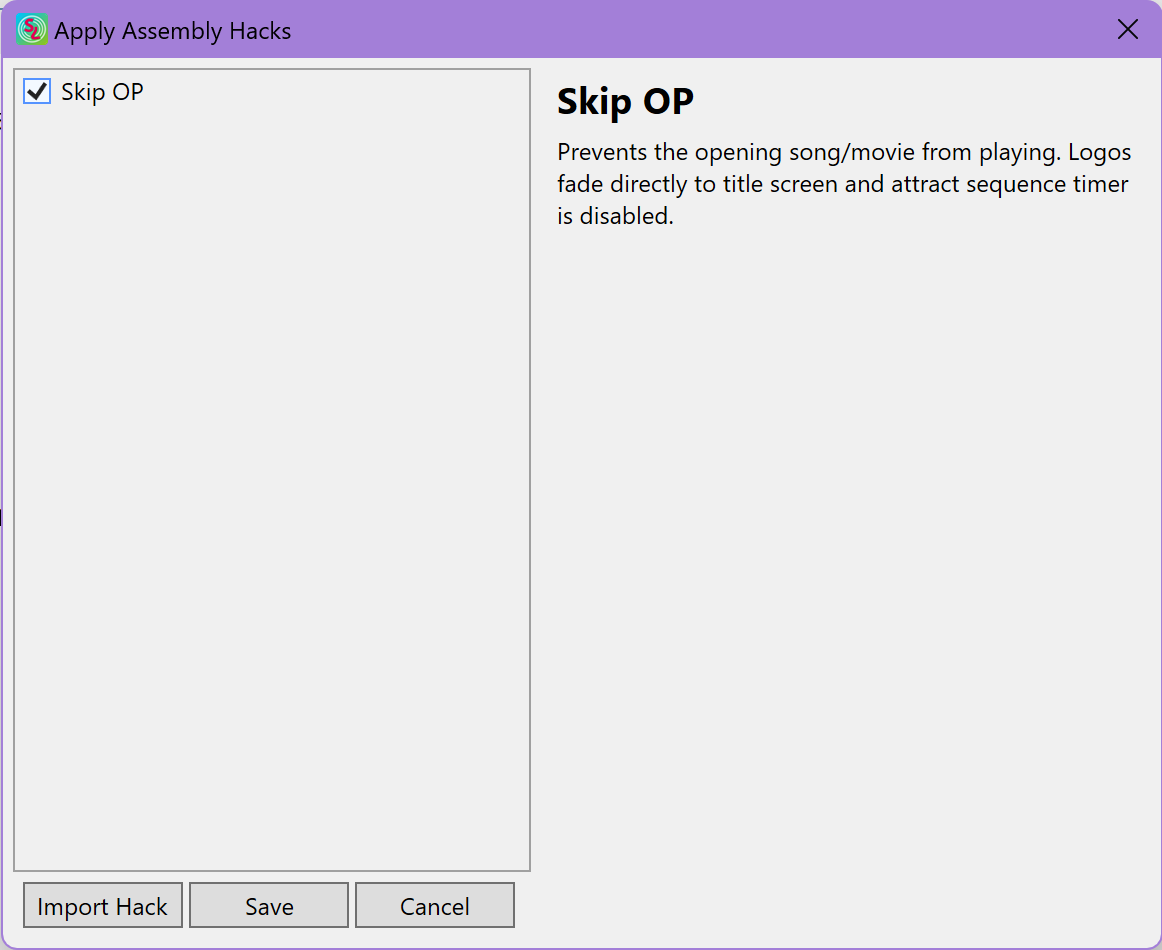 Apply Assembly Hacks
Skip OP
Skip OP
Prevents the opening song/movie from playing. Logos
fade directly to title screen and attract sequence timer
is disabled.
Import Hack
Save
Cancel